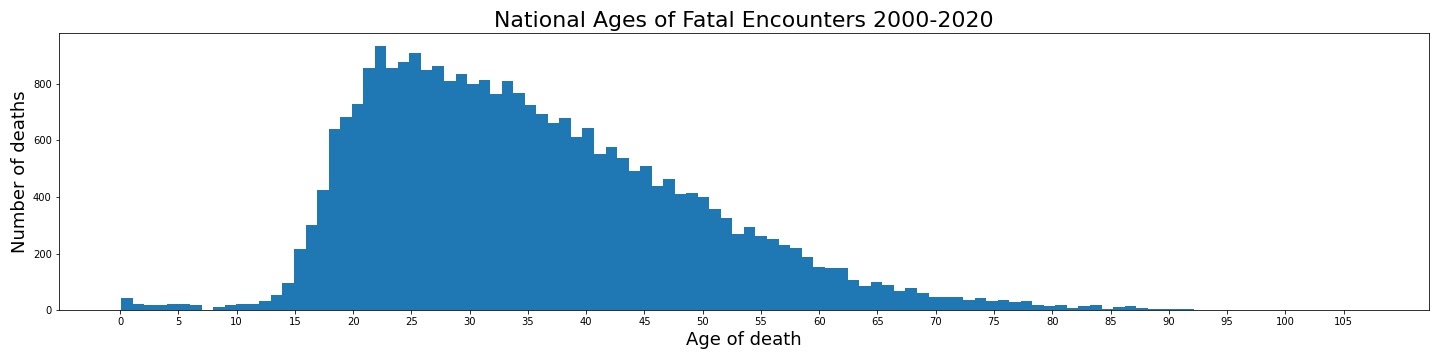 National Ages of Fatal Encounters 2000-2020
Number of deaths
800
600
400
200
0
0 5 10 15 20 25 30 35 40 45 50 55 60 65 70 75 80 85 90 95 100 105
Age of death